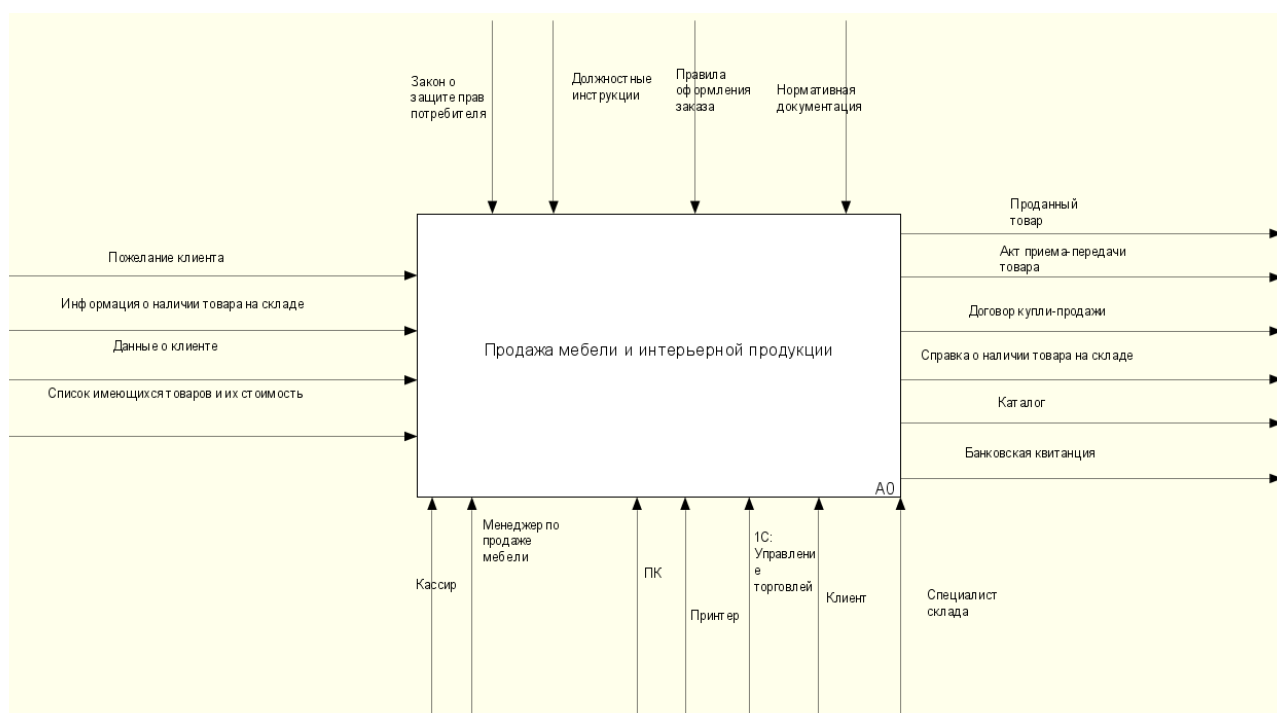 Закон о
защите прав
потребителя
Должностные
инструкции
Правила
оформления
заказа
Нормативная
документация
Пожелание клиента
Информация о наличии товара на складе
Данные о клиенте
Список имеющихся товаров и их стоимость
Продажа мебели и интерьерной продукции
A0
Проданный
товар
Акт приема-передачи
товара
Договор купли-продажи
Справка о наличии товара на складе
Каталог
Банковская квитанция
Кассир
Менеджер по
продаже
мебели
ПК
Принтер
1С:
Управлени
е
торговлей
Клиент
Специалист
склада